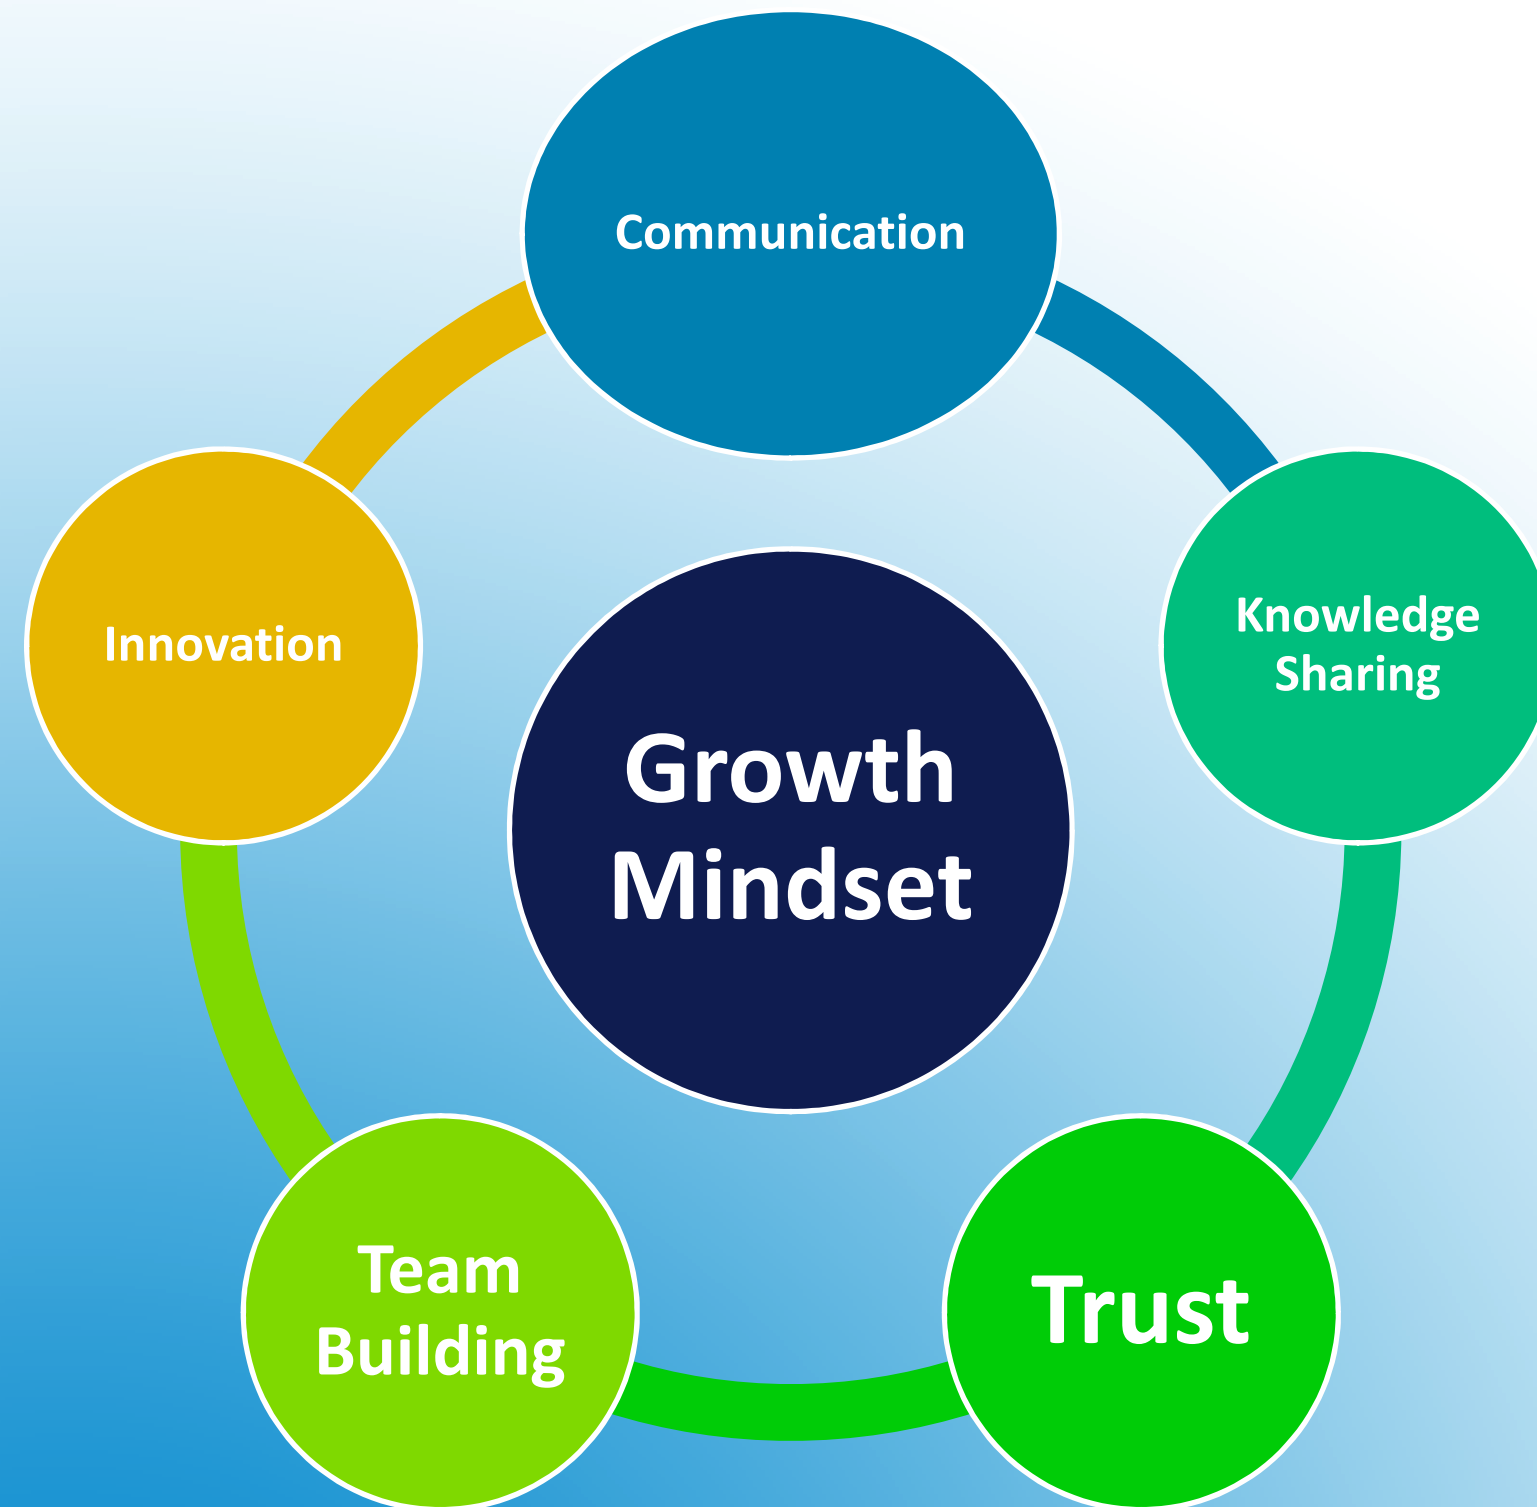 Communication
Knowledge
Sharing
Innovation
Growth
Mindset
Team
Building
Trust